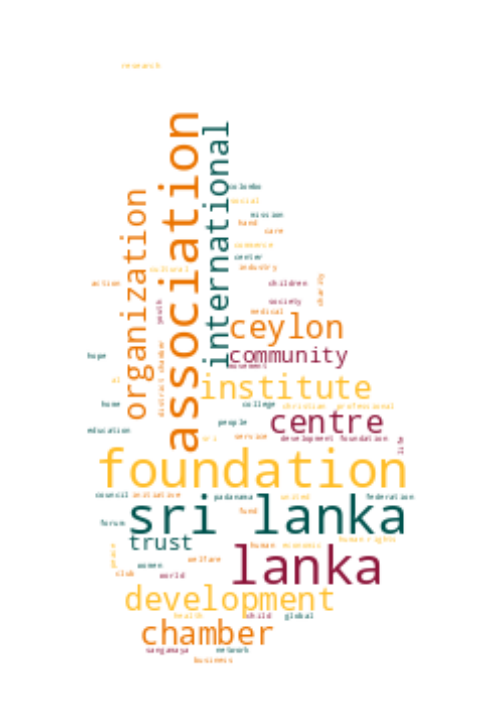 research
association
international
organization
colombo
social
mission
hand
care
commerce
center
industry
cultural
action
children
charity
society
youth
medical
ceylon
hope
community
movement
district chamber
al
institute
home
college
christian
professional
centre
people
education
sri
service
development foundation
life
foundation
council
initiative
padanama
united
federation
sri lanka
fund
forum
trust
human
economic
human rights
peace
lanka
welfare
women
club
world
development
health
child
global
chamber
sangamaya
network
business